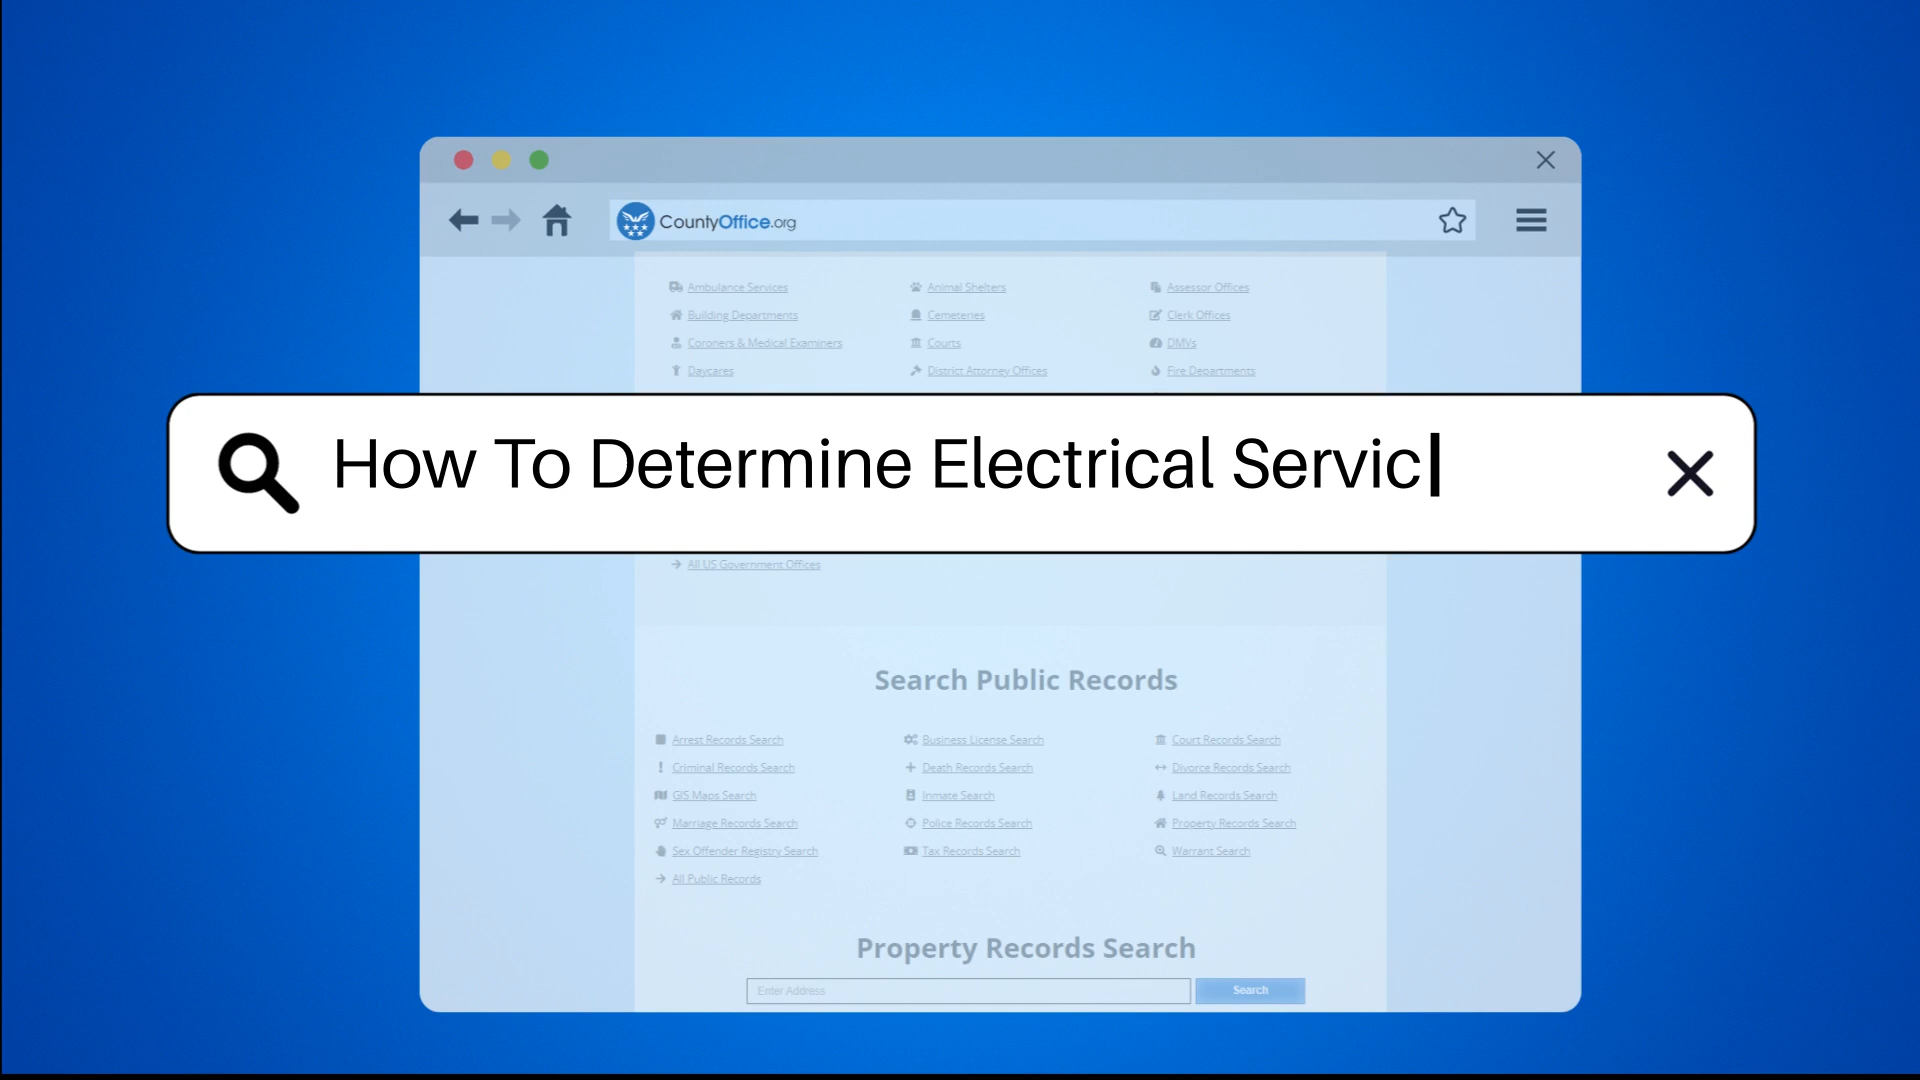 CountyOffice.org
Ambulance Services Animal Shelters Assessor Offices
Building Departments Cemeteries Clerk Offices
Coroners & Medical Examiners Courts DMVs
Daycares District Attorney Offices Fire Departments
How To Determine Electrical Servic
All US Government Offices
Search Public Records
Arrest Records Search Business License Search Court Records Search
Criminal Records Search Death Records Search Divorce Records Search
GIS Maps Search Inmate Search Land Records Search
Marriage Records Search Police Records Search Property Records Search
Sex Offender Registry Search Tax Records Search Warrant Search
All Public Records
Property Records Search
Enter Address Search